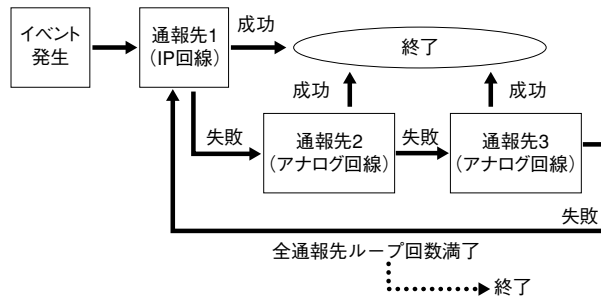 イベント
発生
通報先1
(IP回線)
成功
終了
成功
成功
失敗
通報先2
(アナログ回線)
失敗
通報先3
(アナログ回線)
失敗
全通報先ループ回数満了
終了